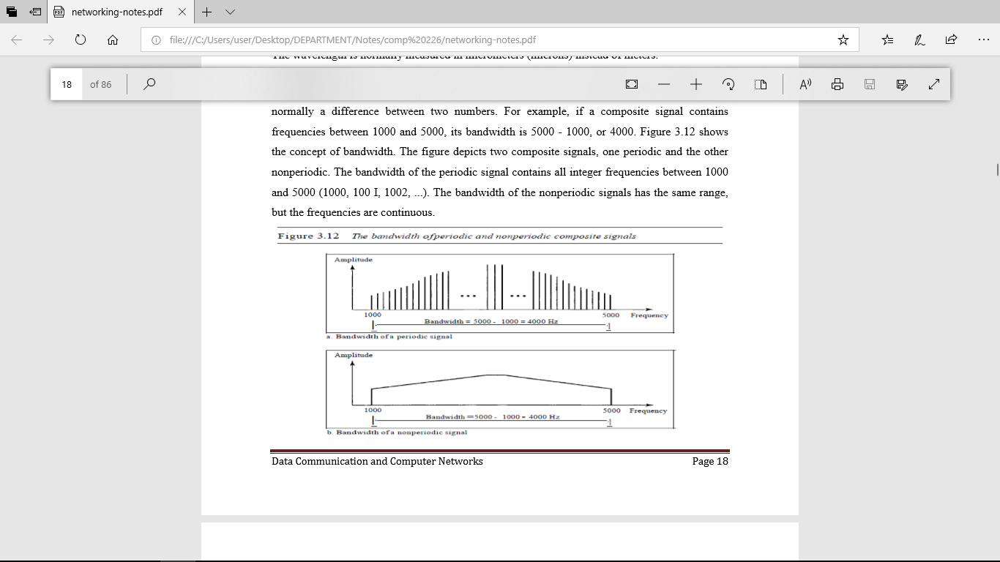 networking-notes.pdf
file:///C:/Users/user/Desktop/DEPARTMENT/Notes/comp%20226/networking-notes.pdf
The wavelength is normally measured in micrometers (microns) instead of meters.
18 of 86
normally a difference between two numbers. For example, if a composite signal contains
frequencies between 1000 and 5000, its bandwidth is 5000 - 1000, or 4000. Figure 3.12 shows
the concept of bandwidth. The figure depicts two composite signals, one periodic and the other
nonperiodic. The bandwidth of the periodic signal contains all integer frequencies between 1000
and 5000 (1000, 100 I, 1002, ...). The bandwidth of the nonperiodic signals has the same range,
but the frequencies are continuous.
Figure 3.12 The bandwidth ofperiodic and nonperiodic composite signals
Amplitude
... ...
1000 5000 Frequency
Bandwidth = 5000 - 1000 = 4000 Hz
a. Bandwidth of a periodic signal
Amplitude
1000 5000 Frequency
Bandwidth =5000 - 1000 = 4000 Hz
b. Bandwidth of a nonperiodic signal
Data Communication and Computer Networks Page 18